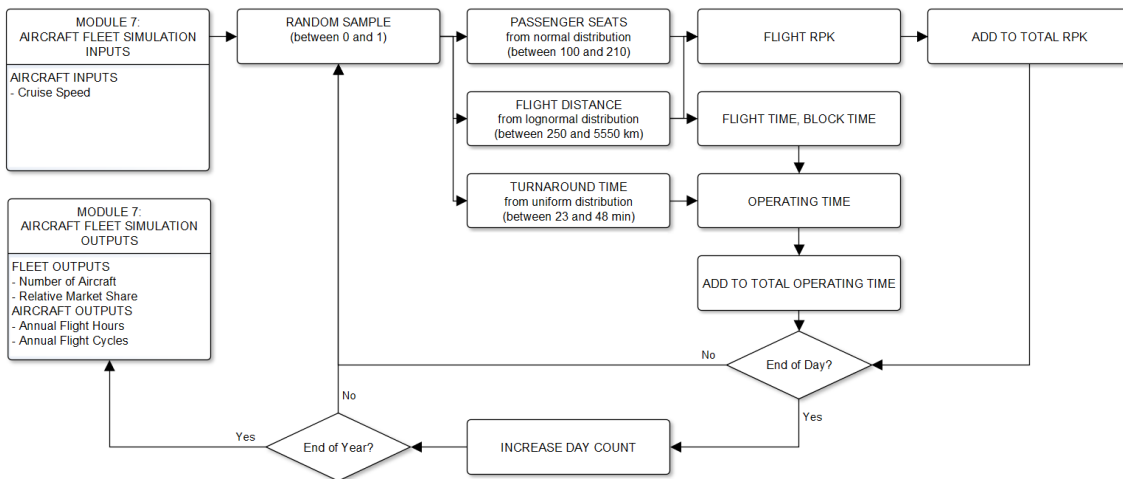 MODULE 7:
AIRCRAFT FLEET SIMULATION
INPUTS
AIRCRAFT INPUTS
- Cruise Speed
RANDOM SAMPLE
(between 0 and 1)
PASSENGER SEATS
from normal distribution
(between 100 and 210)
FLIGHT RPK
ADD TO TOTAL RPK
FLIGHT DISTANCE
from lognormal distribution
(between 250 and 5550 km)
FLIGHT TIME, BLOCK TIME
TURNAROUND TIME
from uniform distribution
(between 23 and 48 min)
OPERATING TIME
MODULE 7:
AIRCRAFT FLEET SIMULATION
OUTPUTS
FLEET OUTPUTS
- Number of Aircraft
- Relative Market Share
AIRCRAFT OUTPUTS
- Annual Flight Hours
- Annual Flight Cycles
ADD TO TOTAL OPERATING TIME
No
End of Day?
Yes
No
Yes
End of Year?
INCREASE DAY COUNT